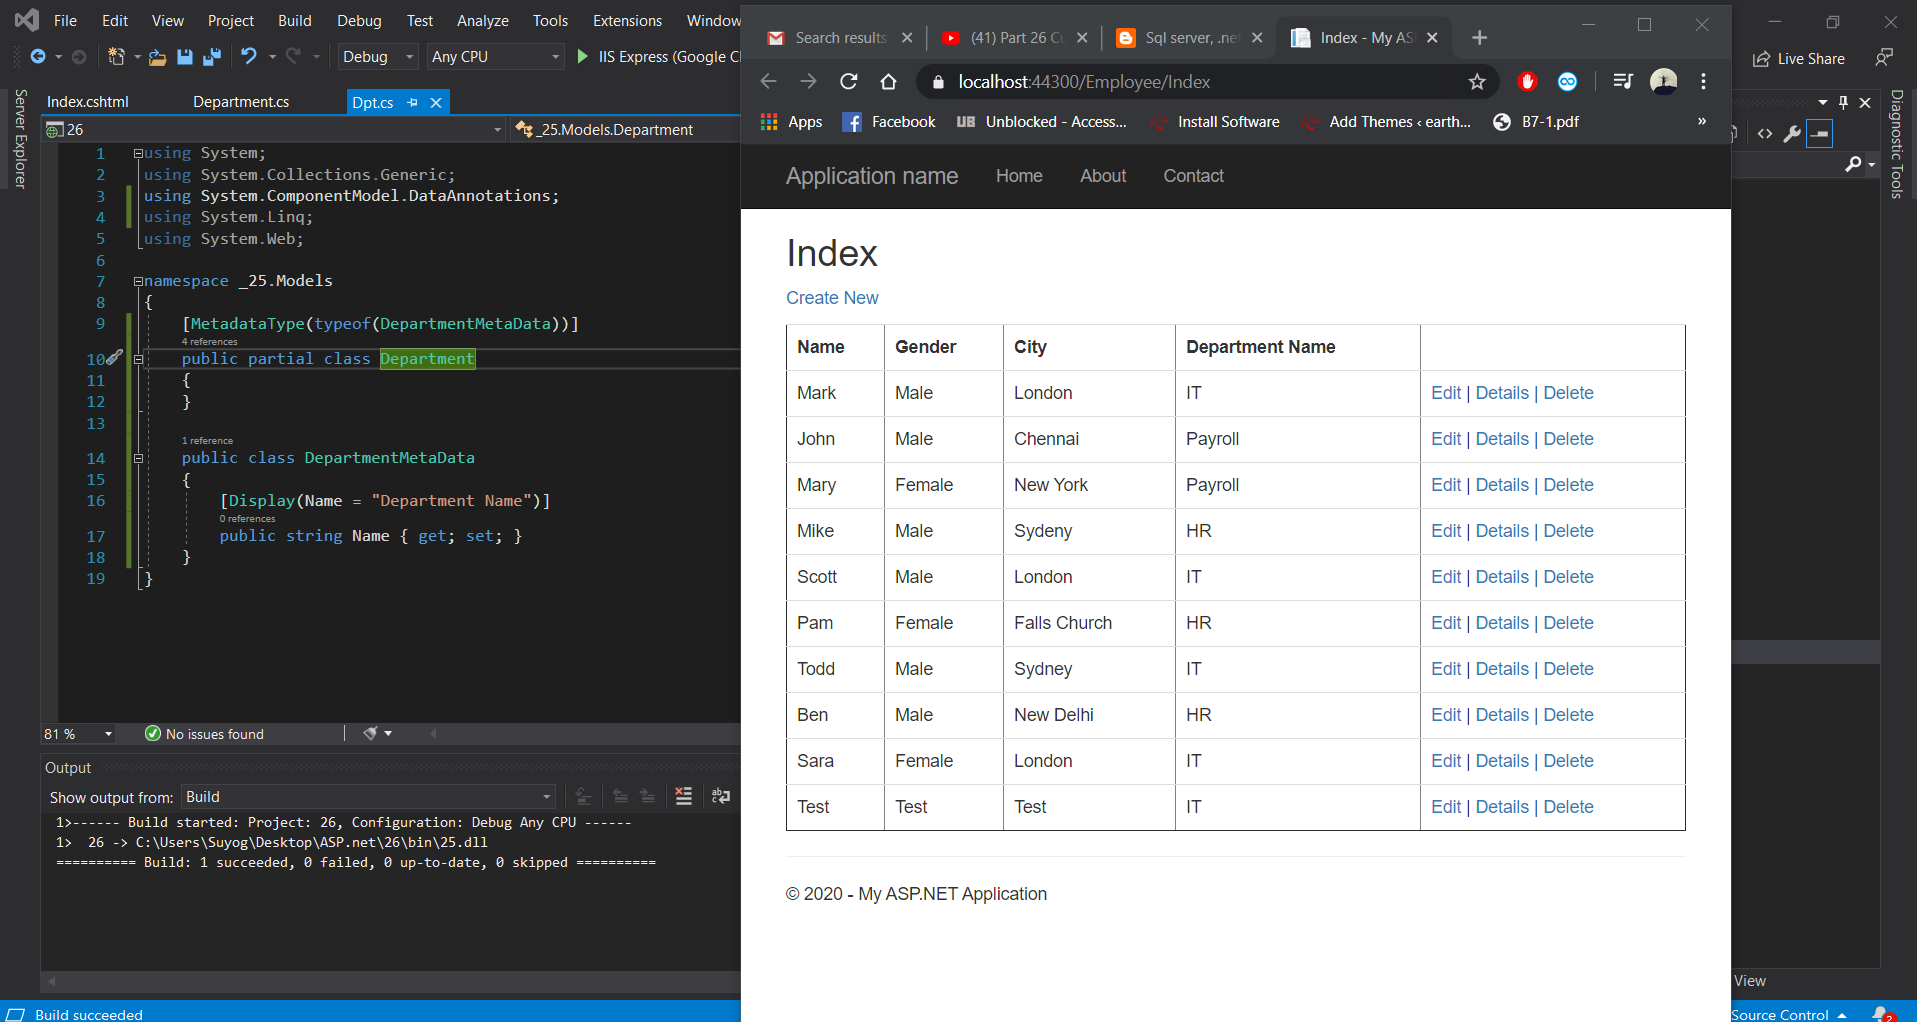 File Edit View Project Build Debug Test Analyze Tools Extensions Window
Debug Any CPU IIS Express (Google C
Live Share
Server Explorer
Index.cshtml Department.cs Dpt.cs
26 _25.Models.Department
1 using System;
2 using System.Collections.Generic;
3 using System.ComponentModel.DataAnnotations;
4 using System.Linq;
5 using System.Web;
6
7 namespace _25.Models
8 {
9 [MetadataType(typeof(DepartmentMetaData))]
4 references
10 public partial class Department
11 {
12 }
13
1 reference
14 public class DepartmentMetaData
15 {
16 [Display(Name = "Department Name")]
0 references
17 public string Name { get; set; }
18 }
19 }
81 % No issues found
Output
Show output from: Build
1>------ Build started: Project: 26, Configuration: Debug Any CPU ------
1>  26 -> C:\Users\Suyog\Desktop\ASP.net\26\bin\25.dll
========== Build: 1 succeeded, 0 failed, 0 up-to-date, 0 skipped ==========
Build succeeded
Search results (41) Part 26 Cu Sql server, .net Index - My AS
localhost:44300/Employee/Index
Apps Facebook UB Unblocked - Access... Install Software Add Themes ‹ earth... B7-1.pdf »
Application name Home About Contact
Index
Create New
Name Gender City Department Name
Mark Male London IT Edit | Details | Delete
John Male Chennai Payroll Edit | Details | Delete
Mary Female New York Payroll Edit | Details | Delete
Mike Male Sydeny HR Edit | Details | Delete
Scott Male London IT Edit | Details | Delete
Pam Female Falls Church HR Edit | Details | Delete
Todd Male Sydney IT Edit | Details | Delete
Ben Male New Delhi HR Edit | Details | Delete
Sara Female London IT Edit | Details | Delete
Test Test Test IT Edit | Details | Delete
© 2020 - My ASP.NET Application
Diagnostic Tools
View
Source Control 2